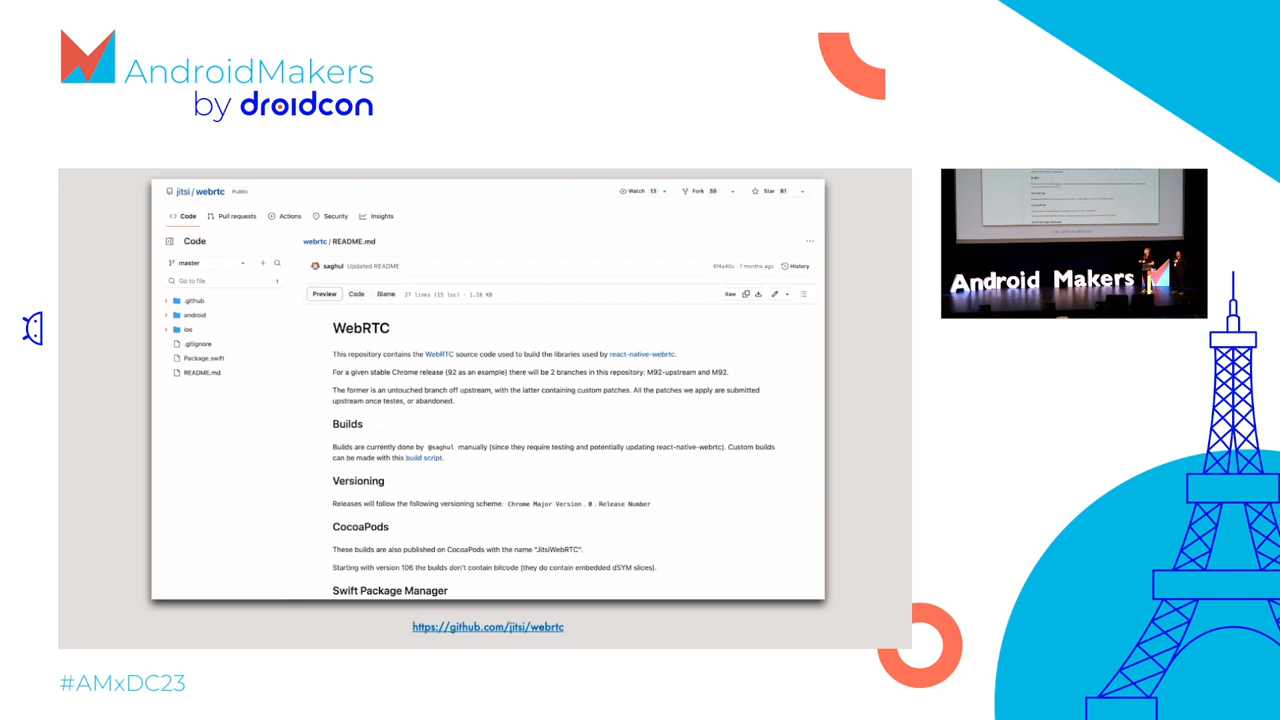 AndroidMakers
by droidcon
jitsi / webrtc Public
Watch 13
Fork 59
Star 81
Code
Pull requests
Actions
Security
Insights
Code
webrtc / README.md
master
saghul Updated README
6f4a40c · 7 months ago
History
Go to file
t
Preview
Code
Blame
27 lines (15 loc) · 1.16 KB
Raw
.github
android
ios
.gitignore
Package.swift
README.md
WebRTC
This repository contains the WebRTC source code used to build the libraries used by react-native-webrtc.
For a given stable Chrome release (92 as an example) there will be 2 branches in this repository: M92-upstream and M92.
The former is an untouched branch off upstream, with the latter containing custom patches. All the patches we apply are submitted
upstream once testes, or abandoned.
Builds
Builds are currently done by @saghul manually (since they require testing and potentially updating react-native-webrtc). Custom builds
can be made with this build script.
Versioning
Releases will follow the following versioning scheme: Chrome Major Version . 0 . Release Number
CocoaPods
These builds are also published on CocoaPods with the name "JitsiWebRTC".
Starting with version 106 the builds don't contain bitcode (they do contain embedded dSYM slices).
Swift Package Manager
https://github.com/jitsi/webrtc
Android Makers
#AMxDC23